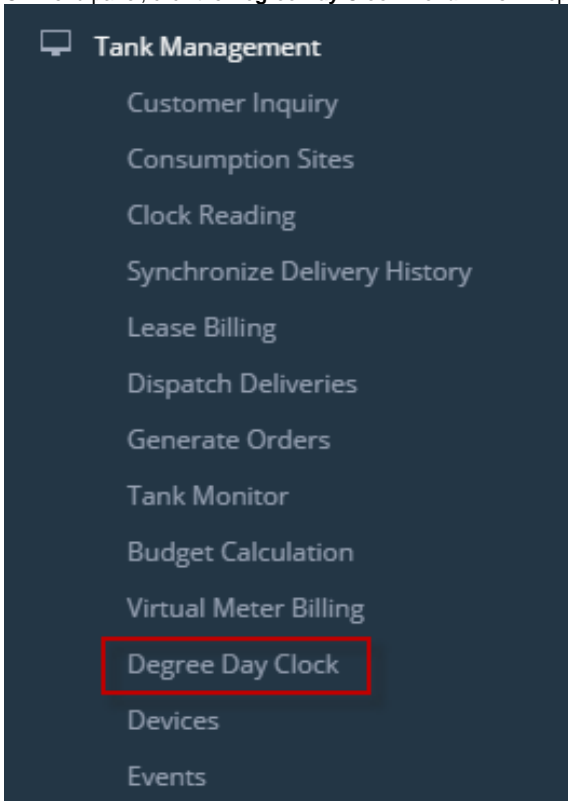 Tank Management
Customer Inquiry
Consumption Sites
Clock Reading
Synchronize Delivery History
Lease Billing
Dispatch Deliveries
Generate Orders
Tank Monitor
Budget Calculation
Virtual Meter Billing
Degree Day Clock
Devices
Events